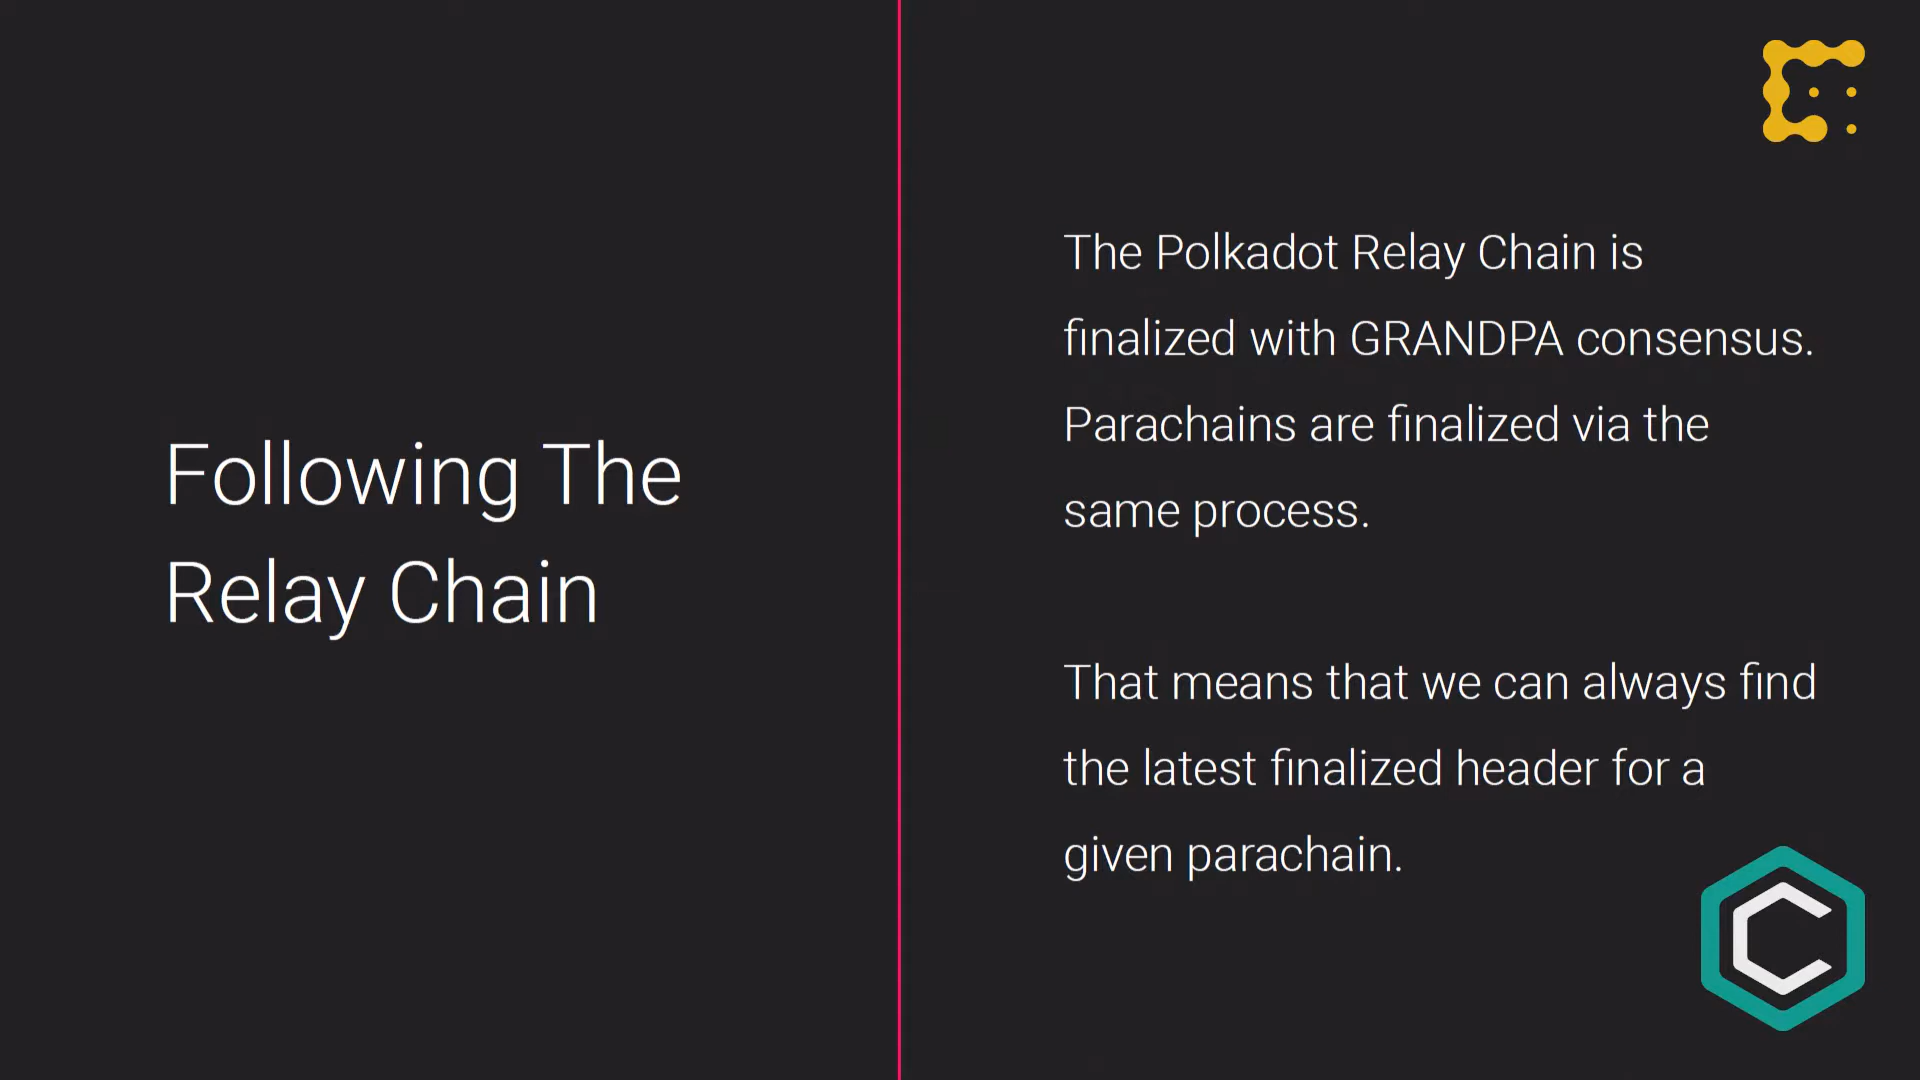 Following The
Relay Chain
The Polkadot Relay Chain is
finalized with GRANDPA consensus.
Parachains are finalized via the
same process.
That means that we can always find
the latest finalized header for a
given parachain.